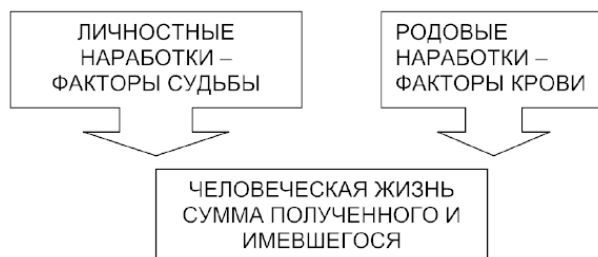 ЛИЧНОСТНЫЕ
НАРАБОТКИ –
ФАКТОРЫ СУДЬБЫ
РОДОВЫЕ
НАРАБОТКИ –
ФАКТОРЫ КРОВИ
ЧЕЛОВЕЧЕСКАЯ ЖИЗНЬ
СУММА ПОЛУЧЕННОГО И
ИМЕВШЕГОСЯ